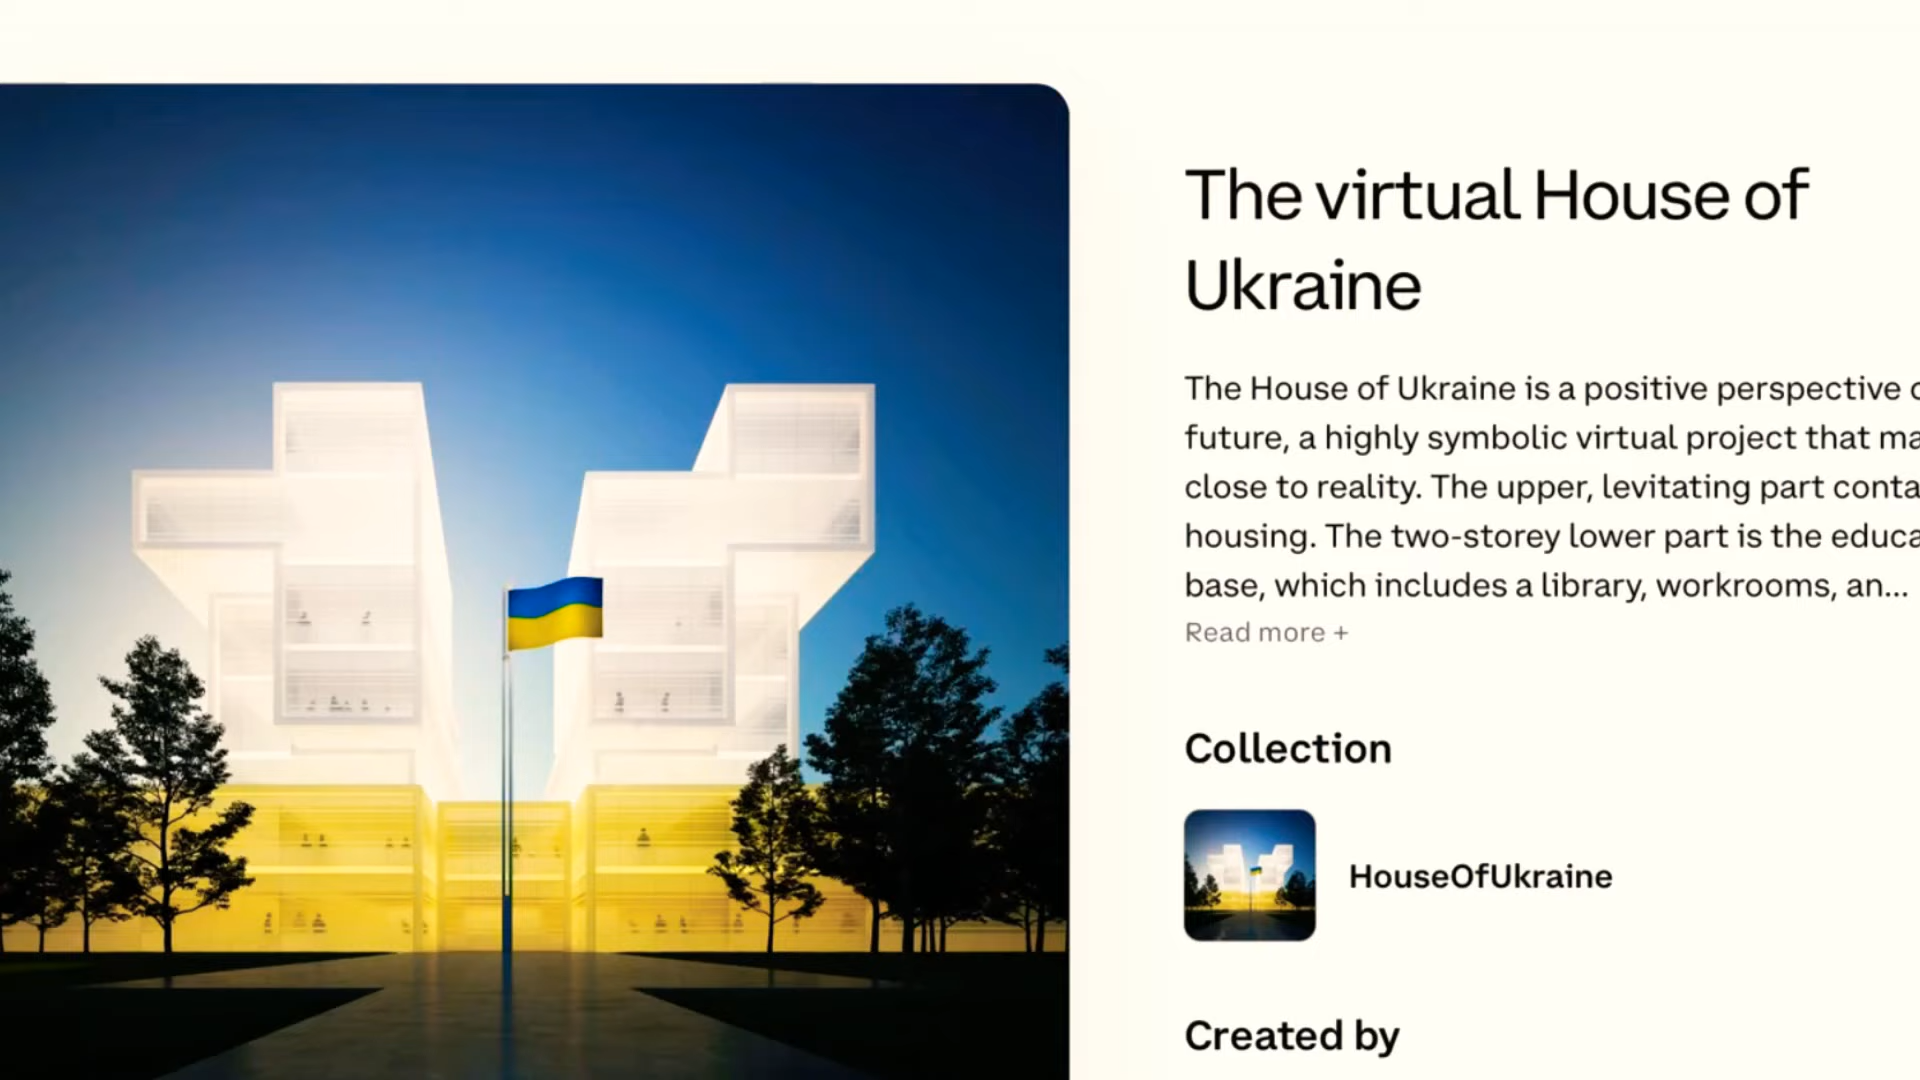 The virtual House of
Ukraine
The House of Ukraine is a positive perspective
future, a highly symbolic virtual project that
close to reality. The upper, levitating part
housing. The two-storey lower part is the
base, which includes a library, workrooms, an...
Read more +
Collection
HouseOfUkraine
Created by